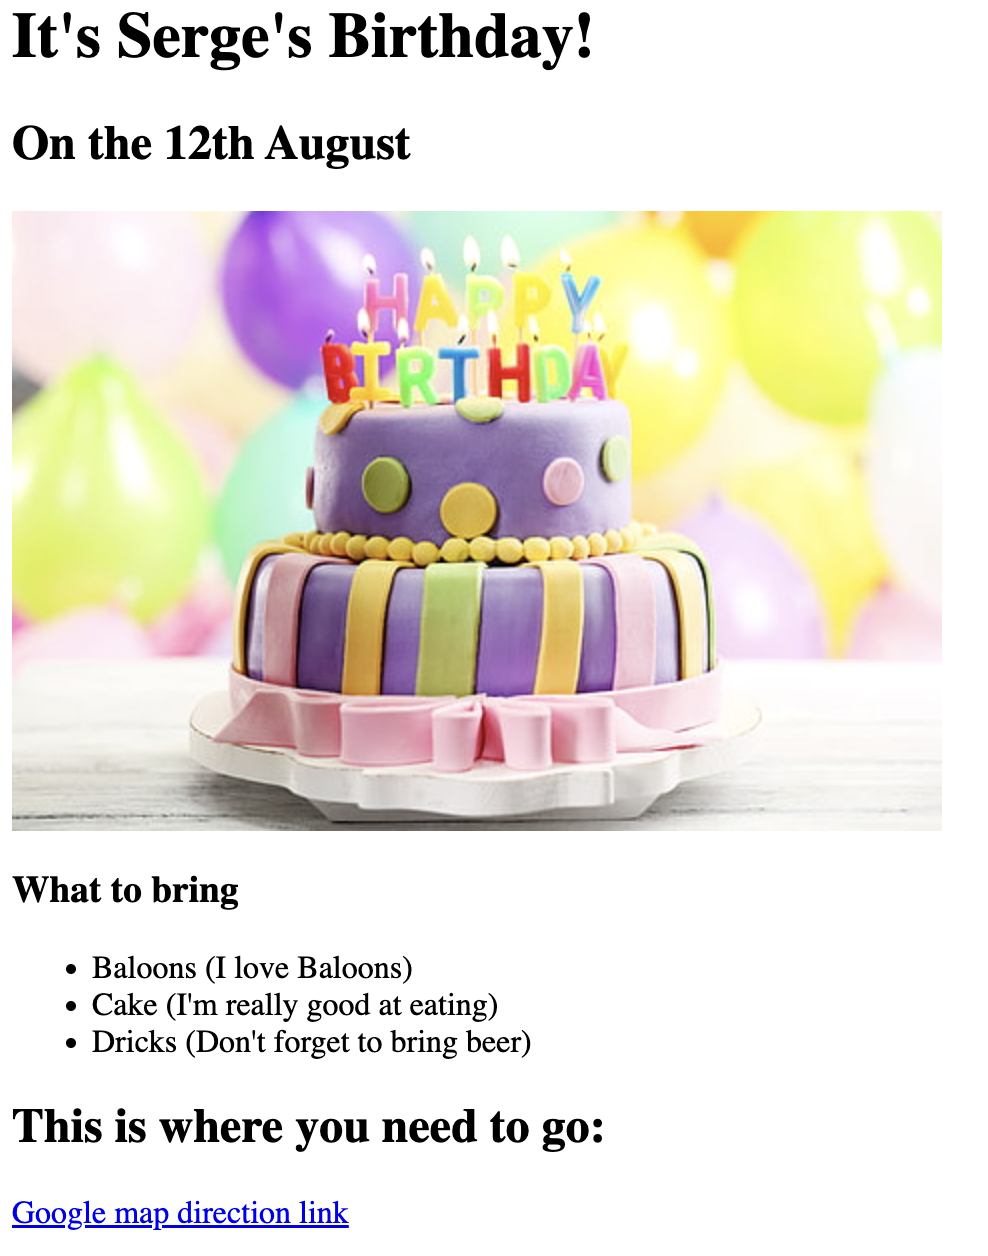 It's Serge's Birthday!
On the 12th August
HAPPY
BIRTHDAY
What to bring
Baloons (I love Baloons)
Cake (I'm really good at eating)
Dricks (Don't forget to bring beer)
This is where you need to go:
Google map direction link